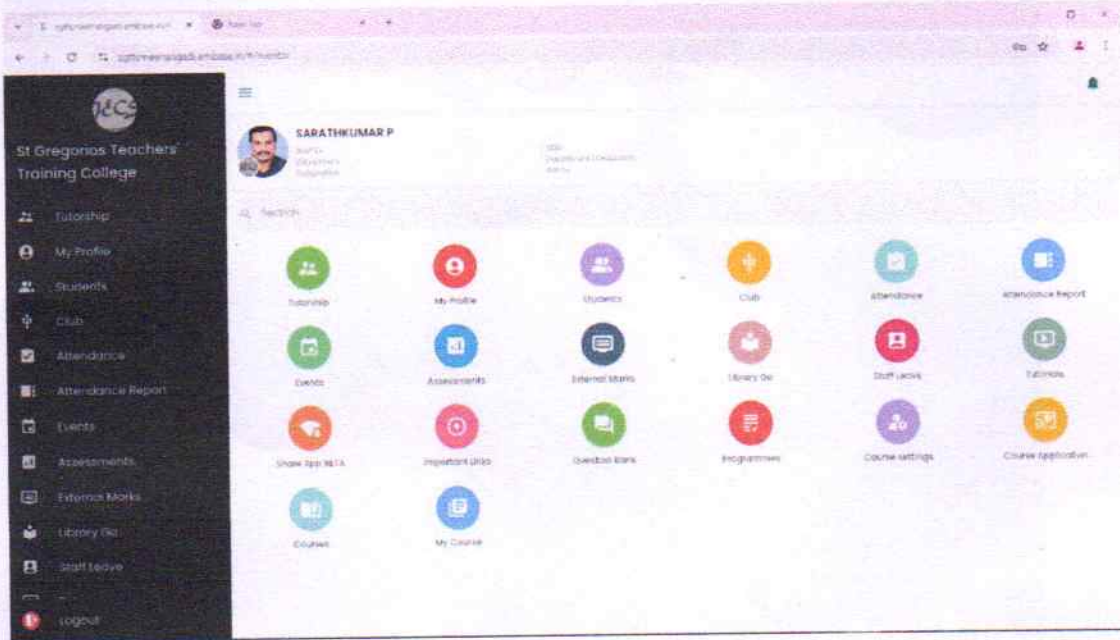 SARATHKUMAR P
St Gregorios Teachers'
Training College
Tutorship
My Profile
Students
Club
Attendance
Attendance Report
Events
Assessments
External Marks
Library Go
Staff Leave
Logout
Search
Tutorship
My Profile
Students
Club
Attendance
Attendance Report
Events
Assessments
External Marks
Library Go
Staff Leave
Tutorials
Share App BETA
Important Links
Question Bank
Programmes
Course Settings
Course Application
Courses
My Course